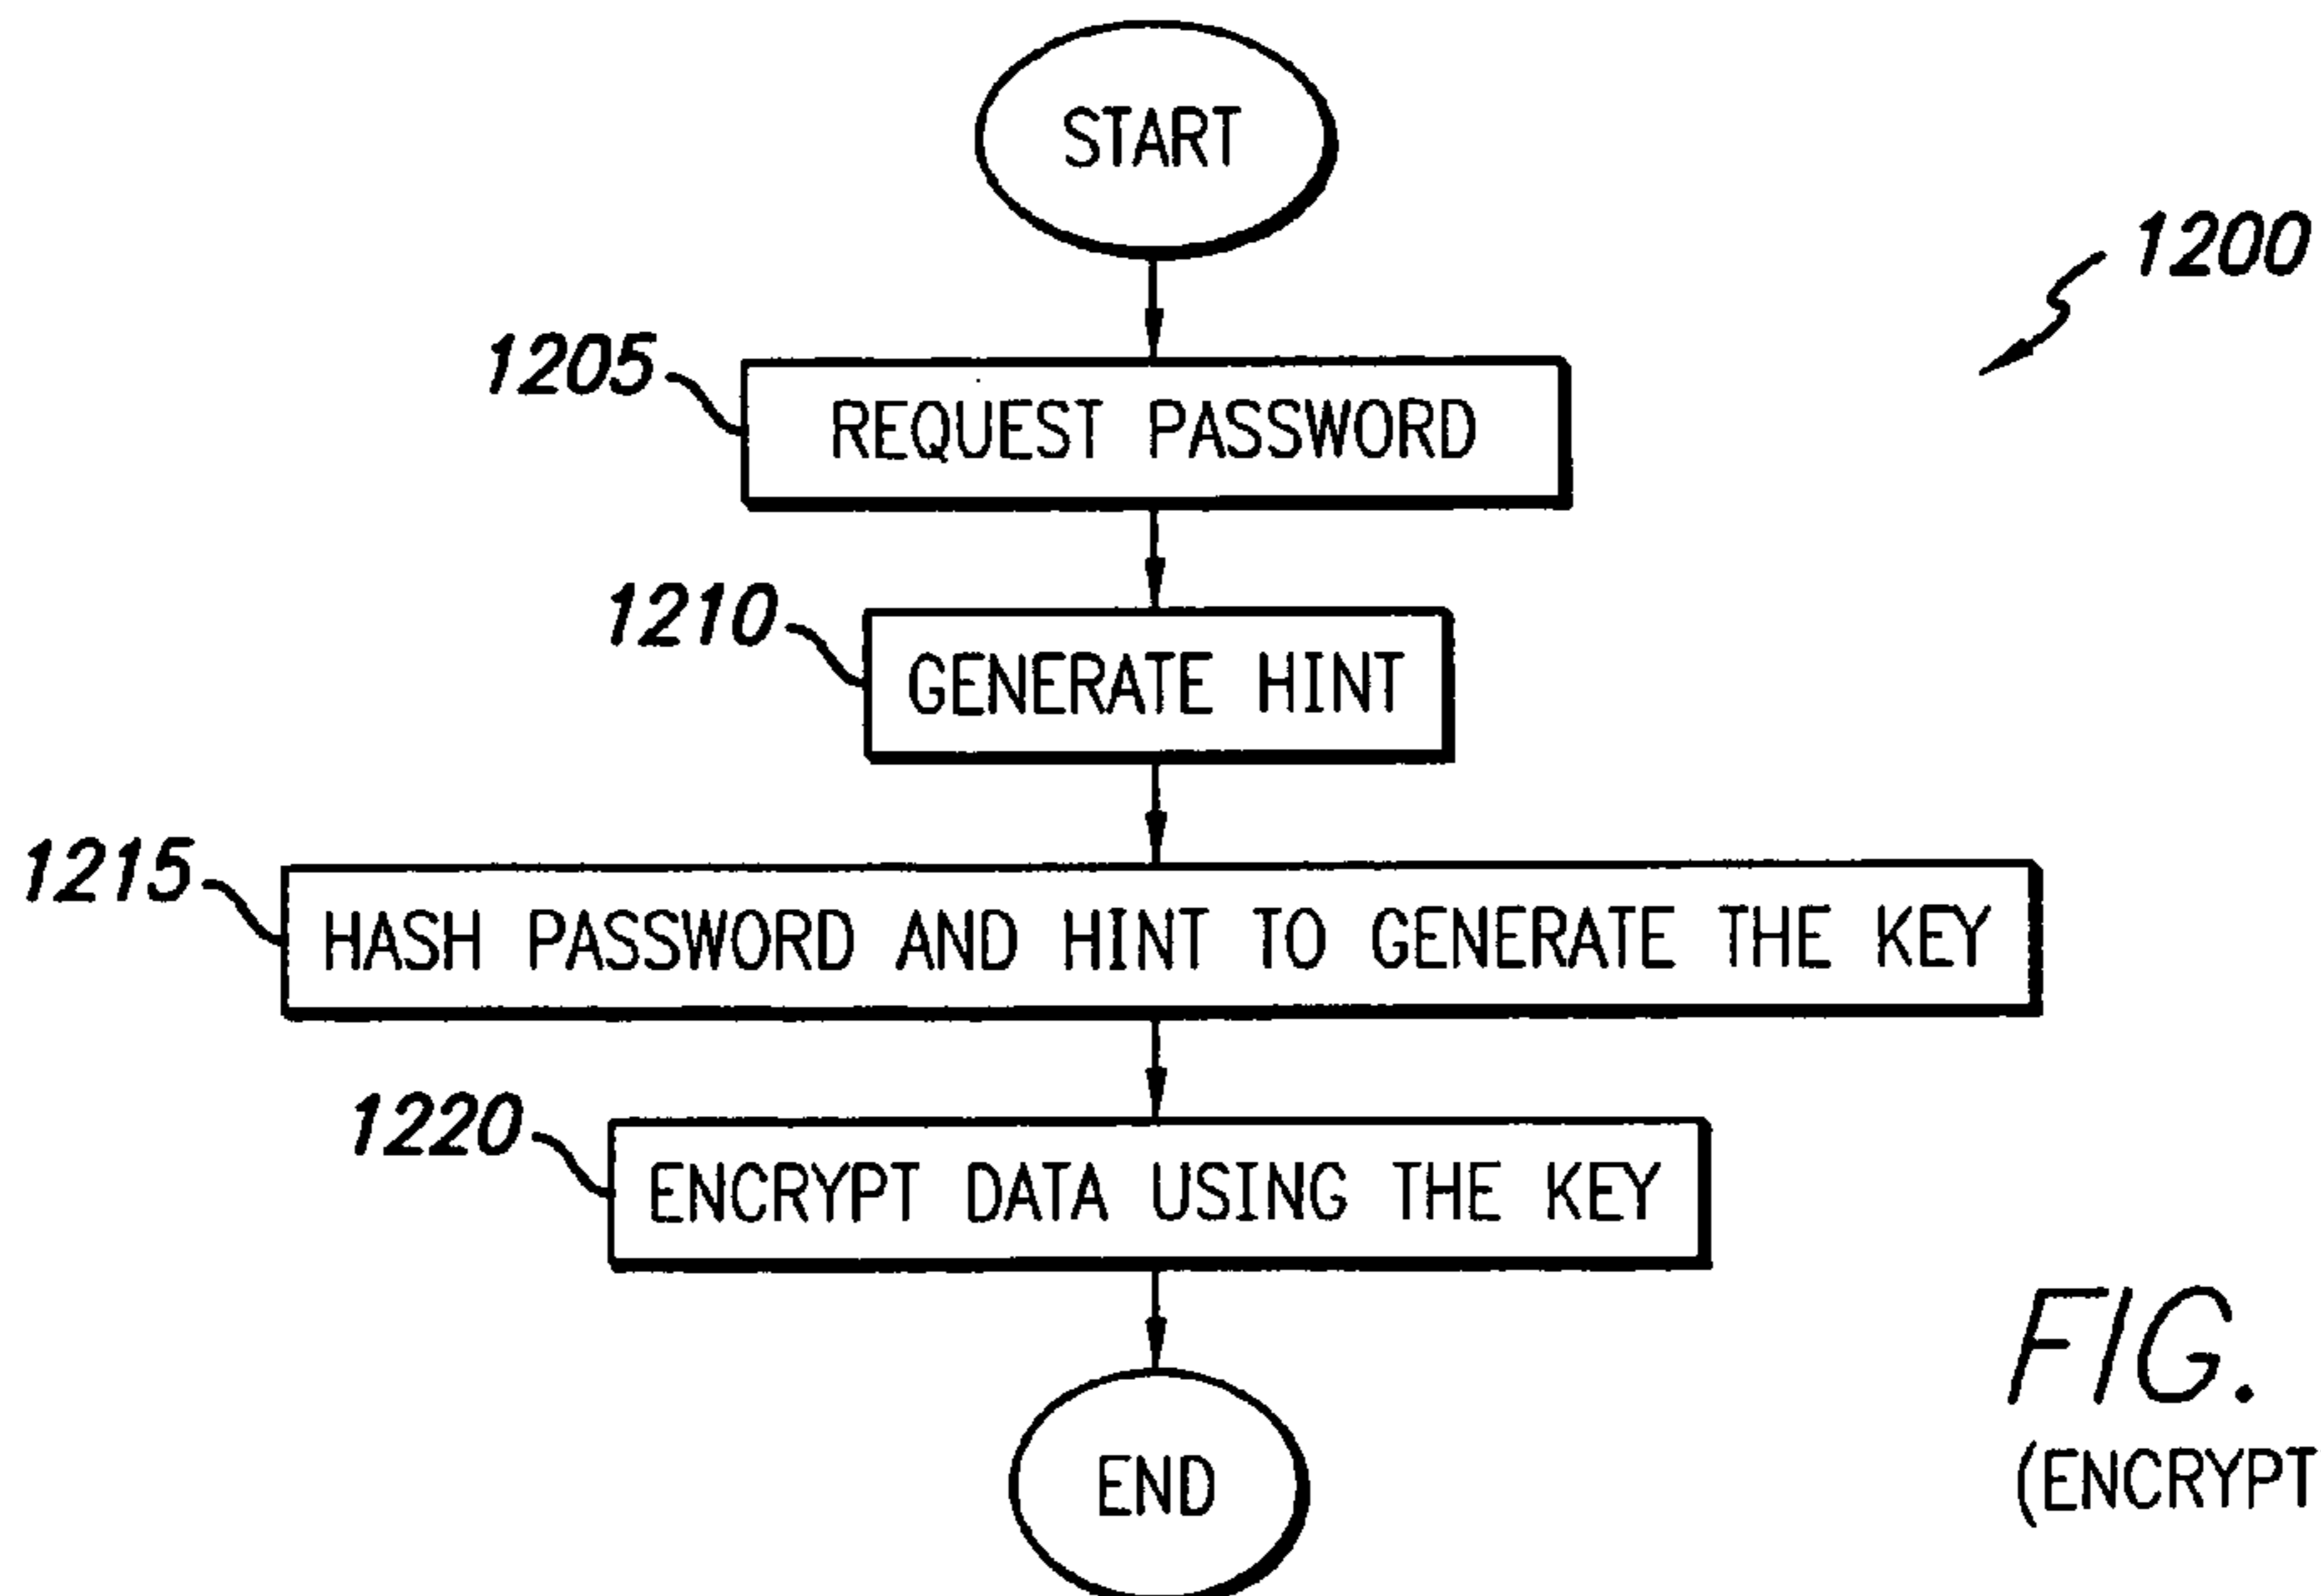 START
1200
1205
REQUEST PASSWORD
1210
GENERATE HINT
1215
HASH PASSWORD AND HINT TO GENERATE THE KEY
1220
ENCRYPT DATA USING THE KEY
END
FIG.
(ENCRYPT